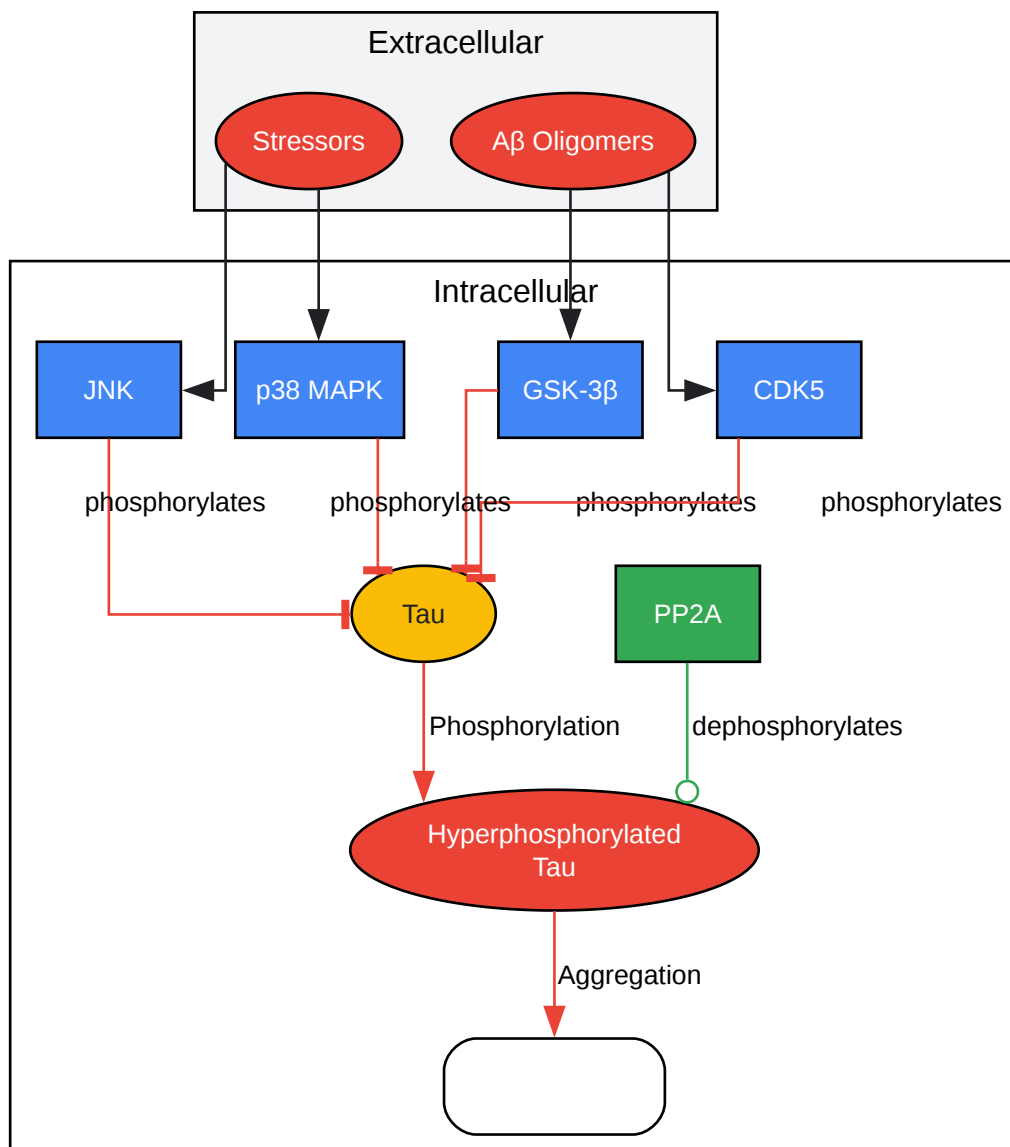 Extracellular
Stressors
Aβ Oligomers
Intracellular
JNK
p38 MAPK
GSK-3β
CDK5
phosphorylates
phosphorylates
phosphorylates
phosphorylates
Tau
PP2A
Phosphorylation
dephosphorylates
Hyperphosphorylated
Tau
Aggregation